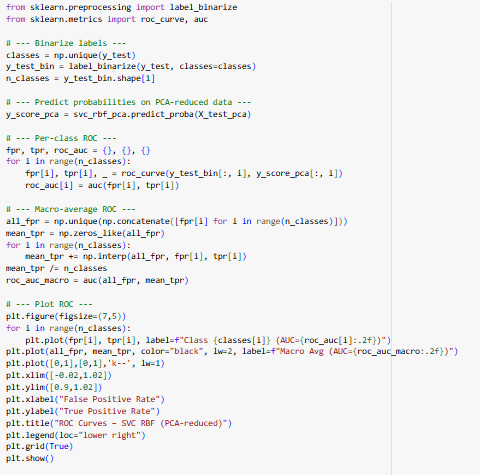 from sklearn.preprocessing import label_binarize
from sklearn.metrics import roc_curve, auc

# --- Binarize labels ---
classes = np.unique(y_test)
y_test_bin = label_binarize(y_test, classes=classes)
n_classes = y_test_bin.shape[1]

# --- Predict probabilities on PCA-reduced data ---
y_score_pca = svc_rbf_pca.predict_proba(X_test_pca)

# --- Per-class ROC ---
fpr, tpr, roc_auc = {}, {}, {}
for i in range(n_classes):
    fpr[i], tpr[i], _ = roc_curve(y_test_bin[:, i], y_score_pca[:, i])
    roc_auc[i] = auc(fpr[i], tpr[i])

# --- Macro-average ROC ---
all_fpr = np.unique(np.concatenate([fpr[i] for i in range(n_classes)]))
mean_tpr = np.zeros_like(all_fpr)
for i in range(n_classes):
    mean_tpr += np.interp(all_fpr, fpr[i], tpr[i])
mean_tpr /= n_classes
roc_auc_macro = auc(all_fpr, mean_tpr)

# --- Plot ROC ---
plt.figure(figsize=(7,5))
for i in range(n_classes):
    plt.plot(fpr[i], tpr[i], label=f"Class {classes[i]} (AUC={roc_auc[i]:.2f})")
plt.plot(all_fpr, mean_tpr, color="black", lw=2, label=f"Macro Avg (AUC={roc_auc_macro:.2f})")
plt.plot([0,1],[0,1],'k--', lw=1)
plt.xlim([-0.02,1.02])
plt.ylim([0.9,1.02])
plt.xlabel("False Positive Rate")
plt.ylabel("True Positive Rate")
plt.title("ROC Curves – SVC RBF (PCA-reduced)")
plt.legend(loc="lower right")
plt.grid(True)
plt.show()